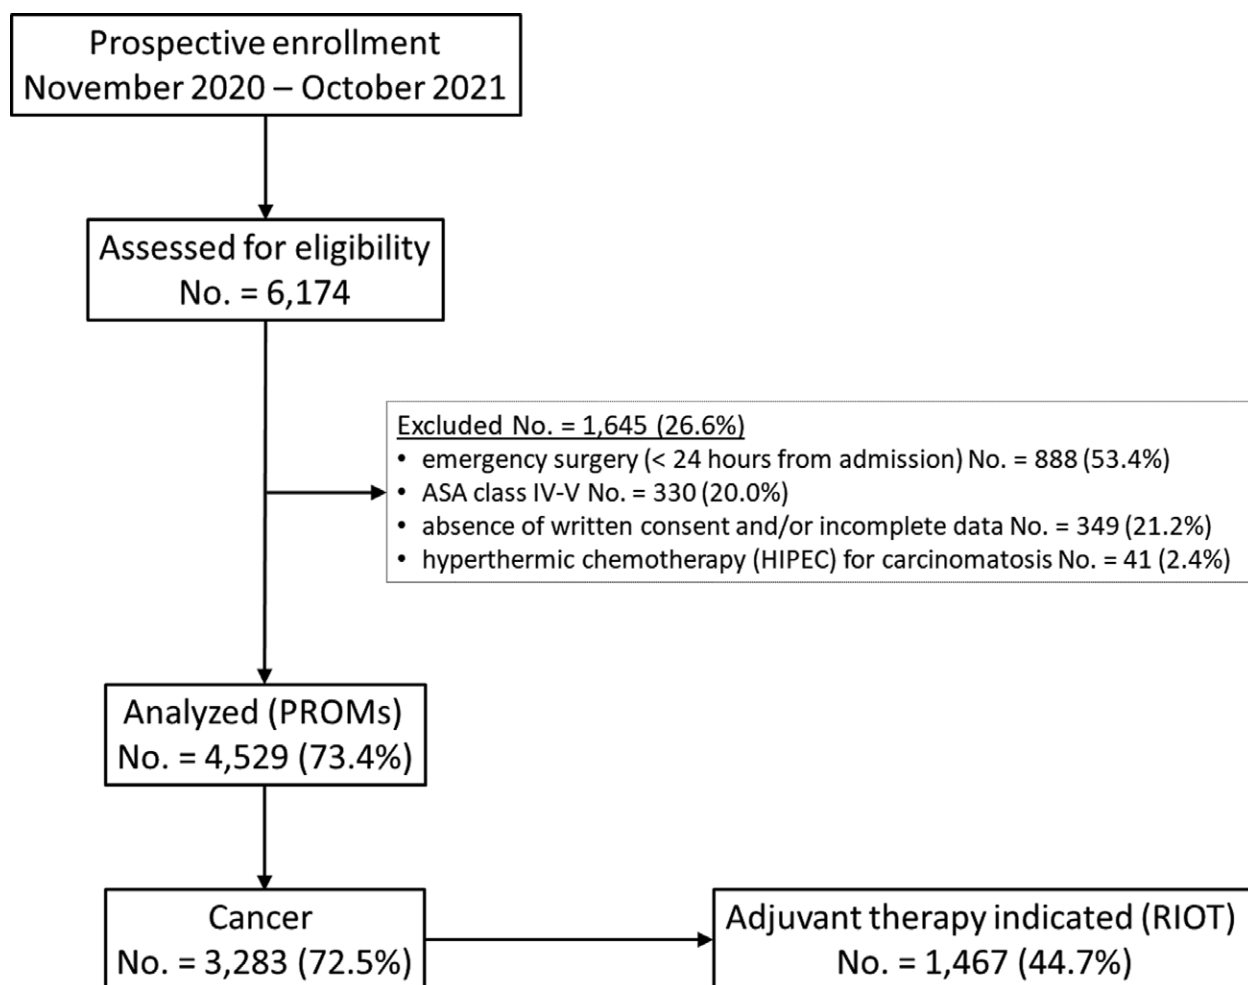 Prospective enrollment
November 2020 – October 2021
Assessed for eligibility
No. = 6,174
Excluded No. = 1,645 (26.6%)
• emergency surgery (< 24 hours from admission) No. = 888 (53.4%)
• ASA class IV-V No. = 330 (20.0%)
• absence of written consent and/or incomplete data No. = 349 (21.2%)
• hyperthermic chemotherapy (HIPEC) for carcinomatosis No. = 41 (2.4%)
Analyzed (PROMs)
No. = 4,529 (73.4%)
Cancer
No. = 3,283 (72.5%)
Adjuvant therapy indicated (RIOT)
No. = 1,467 (44.7%)